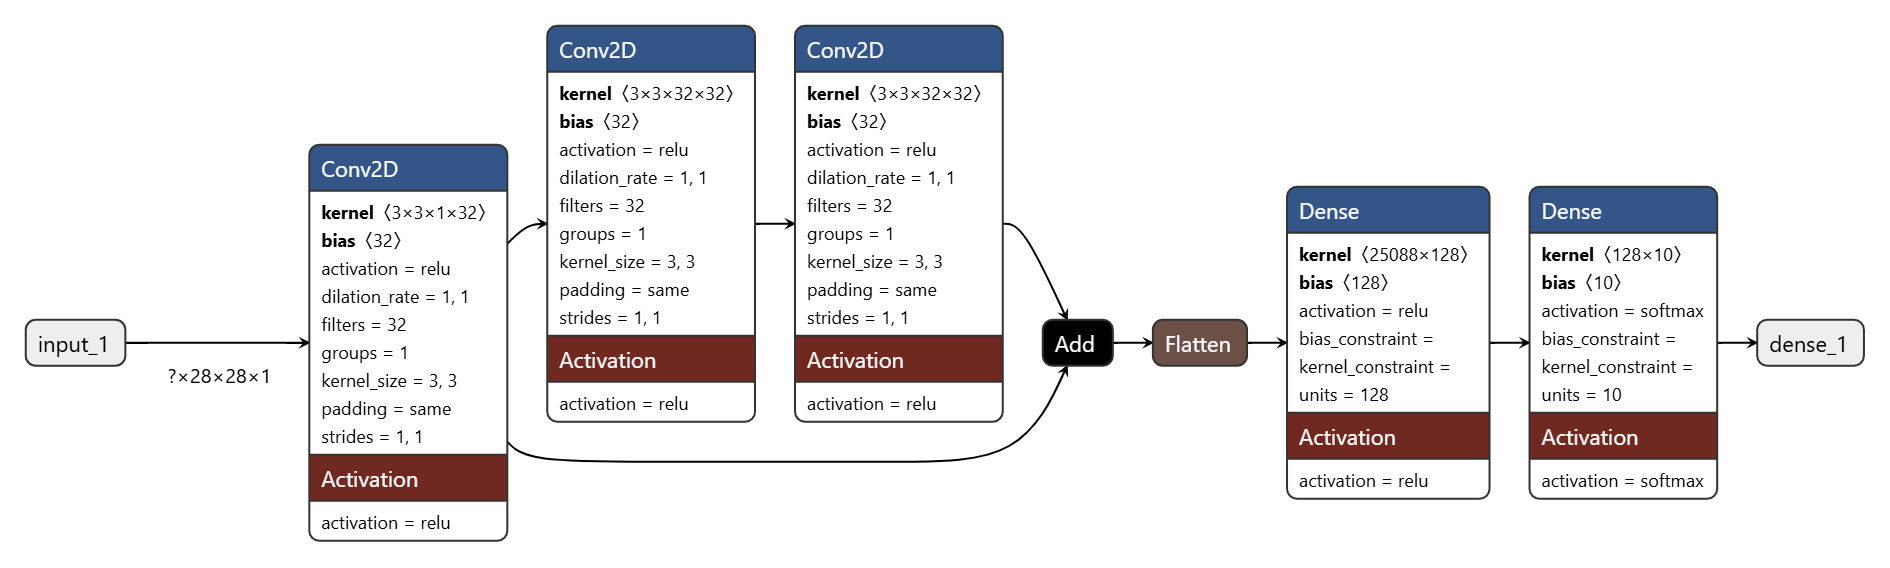 input_1
?×28×28×1
Conv2D
kernel〈3×3×1×32〉
bias〈32〉
activation = relu
dilation_rate = 1, 1
filters = 32
groups = 1
kernel_size = 3, 3
padding = same
strides = 1, 1
Activation
activation = relu
Conv2D
kernel〈3×3×32×32〉
bias〈32〉
activation = relu
dilation_rate = 1, 1
filters = 32
groups = 1
kernel_size = 3, 3
padding = same
strides = 1, 1
Activation
activation = relu
Conv2D
kernel〈3×3×32×32〉
bias〈32〉
activation = relu
dilation_rate = 1, 1
filters = 32
groups = 1
kernel_size = 3, 3
padding = same
strides = 1, 1
Activation
activation = relu
Add
Flatten
Dense
kernel〈25088×128〉
bias〈128〉
activation = relu
bias_constraint =
kernel_constraint =
units = 128
Activation
activation = relu
Dense
kernel〈128×10〉
bias〈10〉
activation = softmax
bias_constraint =
kernel_constraint =
units = 10
Activation
activation = softmax
dense_1